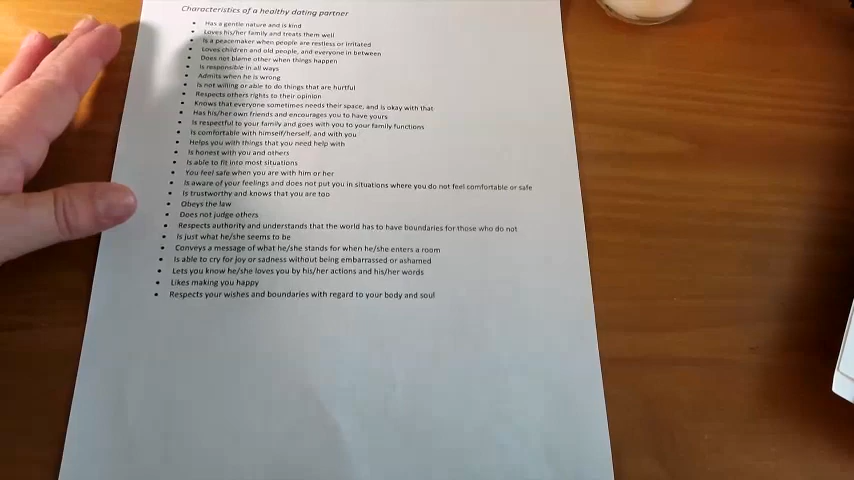 Characteristics of a healthy dating partner
• Has a gentle nature and is kind
• Loves his/her family and treats them well
• Is a peacemaker when people are restless or irritated
• Loves children and old people, and everyone in between
• Does not blame other when things happen
• Is responsible in all ways
• Admits when he is wrong
• Is not willing or able to do things that are hurtful
• Respects others rights to their opinion
• Knows that everyone sometimes needs their space, and is okay with that
• Has his/her own friends and encourages you to have yours
• Is respectful to your family and goes with you to your family functions
• Is comfortable with himself/herself, and with you
• Helps you with things that you need help with
• Is honest with you and others
• Is able to fit into most situations
• You feel safe when you are with him or her
• Is aware of your feelings and does not put you in situations where you do not feel comfortable or safe
• Is trustworthy and knows that you are too
• Obeys the law
• Does not judge others
• Respects authority and understands that the world has to have boundaries for those who do not
• Is just what he/she seems to be
• Conveys a message of what he/she stands for when he/she enters a room
• Is able to cry for joy or sadness without being embarrassed or ashamed
• Lets you know he/she loves you by his/her actions and his/her words
• Likes making you happy
• Respects your wishes and boundaries with regard to your body and soul